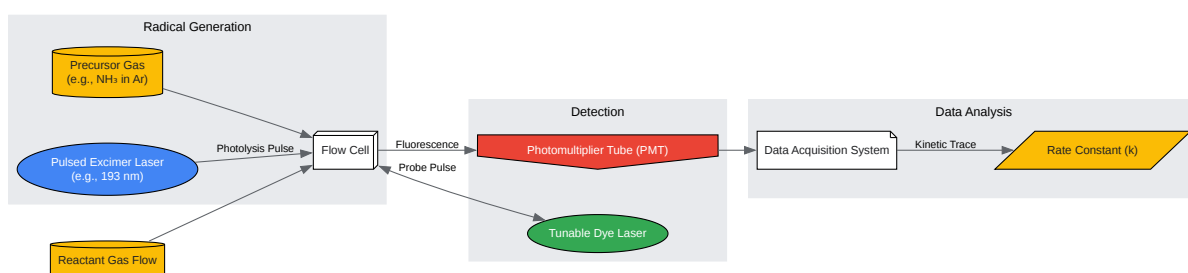 Radical Generation
Precursor Gas
(e.g., NH₃ in Ar)
Pulsed Excimer Laser
(e.g., 193 nm)
Photolysis Pulse
Flow Cell
Reactant Gas Flow
Fluorescence
Probe Pulse
Detection
Photomultiplier Tube (PMT)
Tunable Dye Laser
Data Analysis
Data Acquisition System
Kinetic Trace
Rate Constant (k)